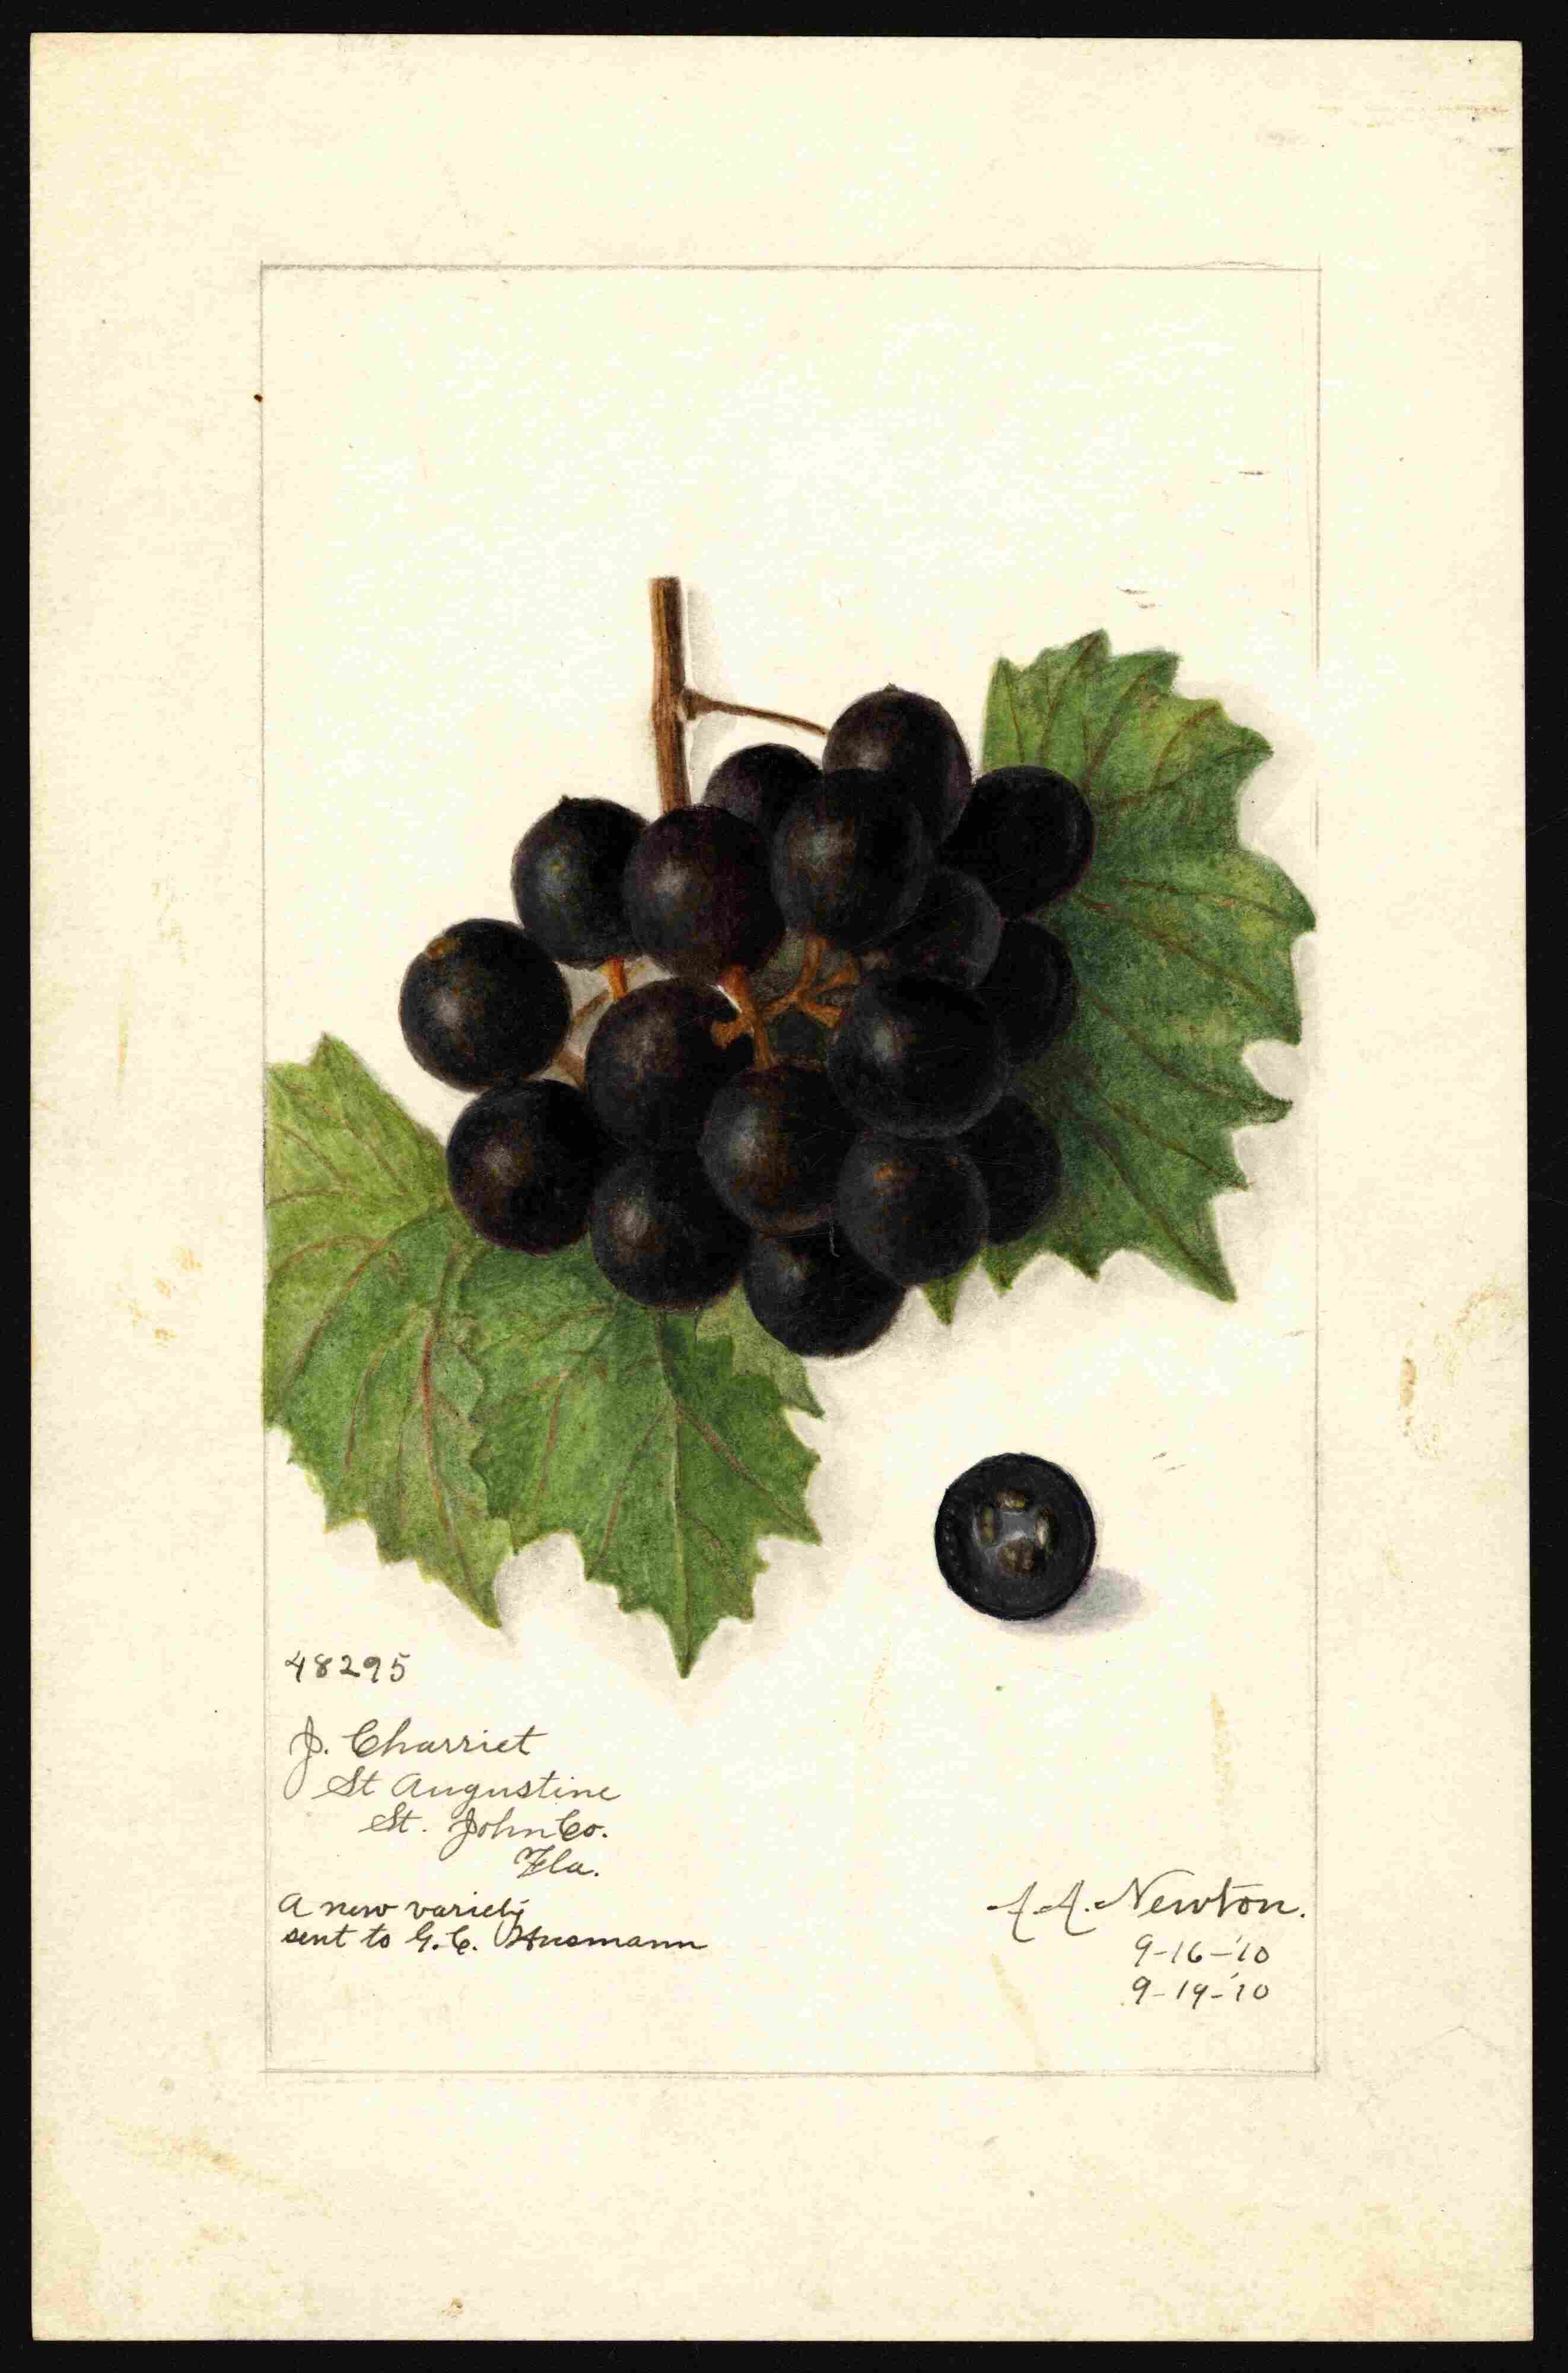 48295
J. Charriet
St Augustine
St. John Co.
Fla.
A new variety
sent to G. C. Husmann
A. A. Newton.
9-16-'10
9-19-'10